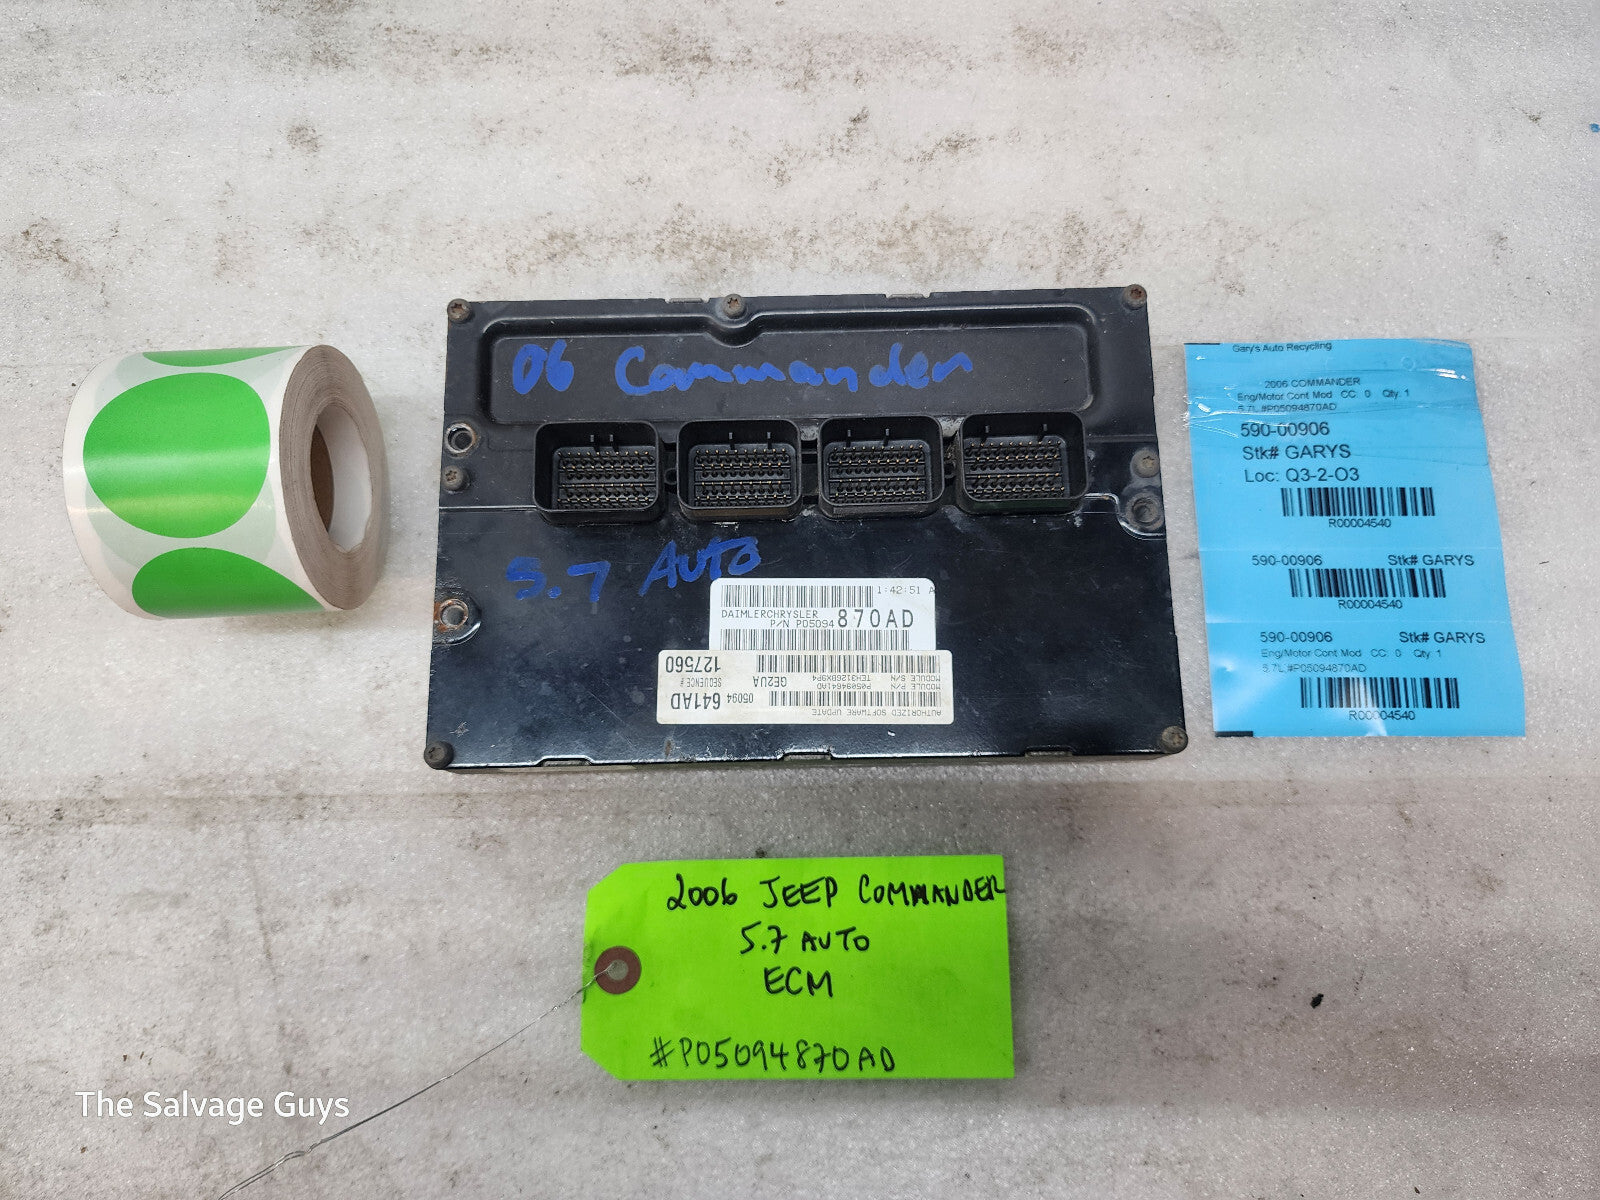 06 Commander
5.7 Auto
1:42:51 A
DAIMLERCHRYSLER
P/N P05094 870AD
AUTHORIZED SOFTWARE UPDATE
05094 641AD
MODULE P/N P05094641AD
MODULE S/N TEM312GBX9P4
GE2UA
SEQUENCE #
127560
Gary's Auto Recycling
2006 COMMANDER
Eng/Motor Cont Mod CC: 0 Qty: 1
5.7L,#P05094870AD
590-00906
Stk# GARYS
Loc: Q3-2-O3
R00004540
590-00906 Stk# GARYS
R00004540
590-00906 Stk# GARYS
Eng/Motor Cont Mod CC: 0 Qty: 1
5.7L,#P05094870AD
R00004540
2006 JEEP COMMANDER
5.7 AUTO
ECM
#P05094870AD
The Salvage Guys